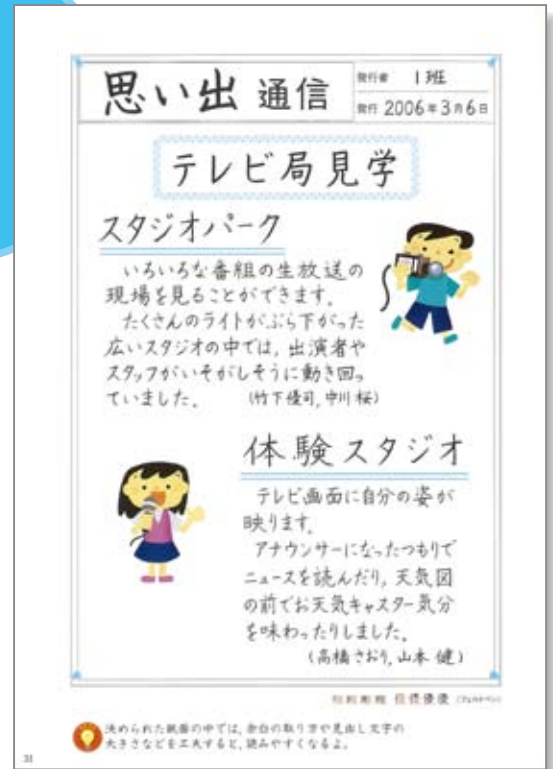 思い出 通信
発行者 1班
発行 2006年3月6日
テレビ局見学
スタジオパーク
いろいろな番組の生放送の
現場を見ることができます。
たくさんのライトがぶら下がった
広いスタジオの中では,出演者や
スタッフがいそがしそうに動き回っ
ていました。 (竹下優司,中川桜)
体験スタジオ
テレビ画面に自分の姿が
映ります。
アナウンサーになったつもりで
ニュースを読んだり,天気図
の前でお天気キャスター気分
を味わったりしました。
(高橋さおり,山本健)
(フェルトペン)
決められた紙面の中では,余白の取り方や見出し文字の
大きさなどを工夫すると,読みやすくなるよ。
31